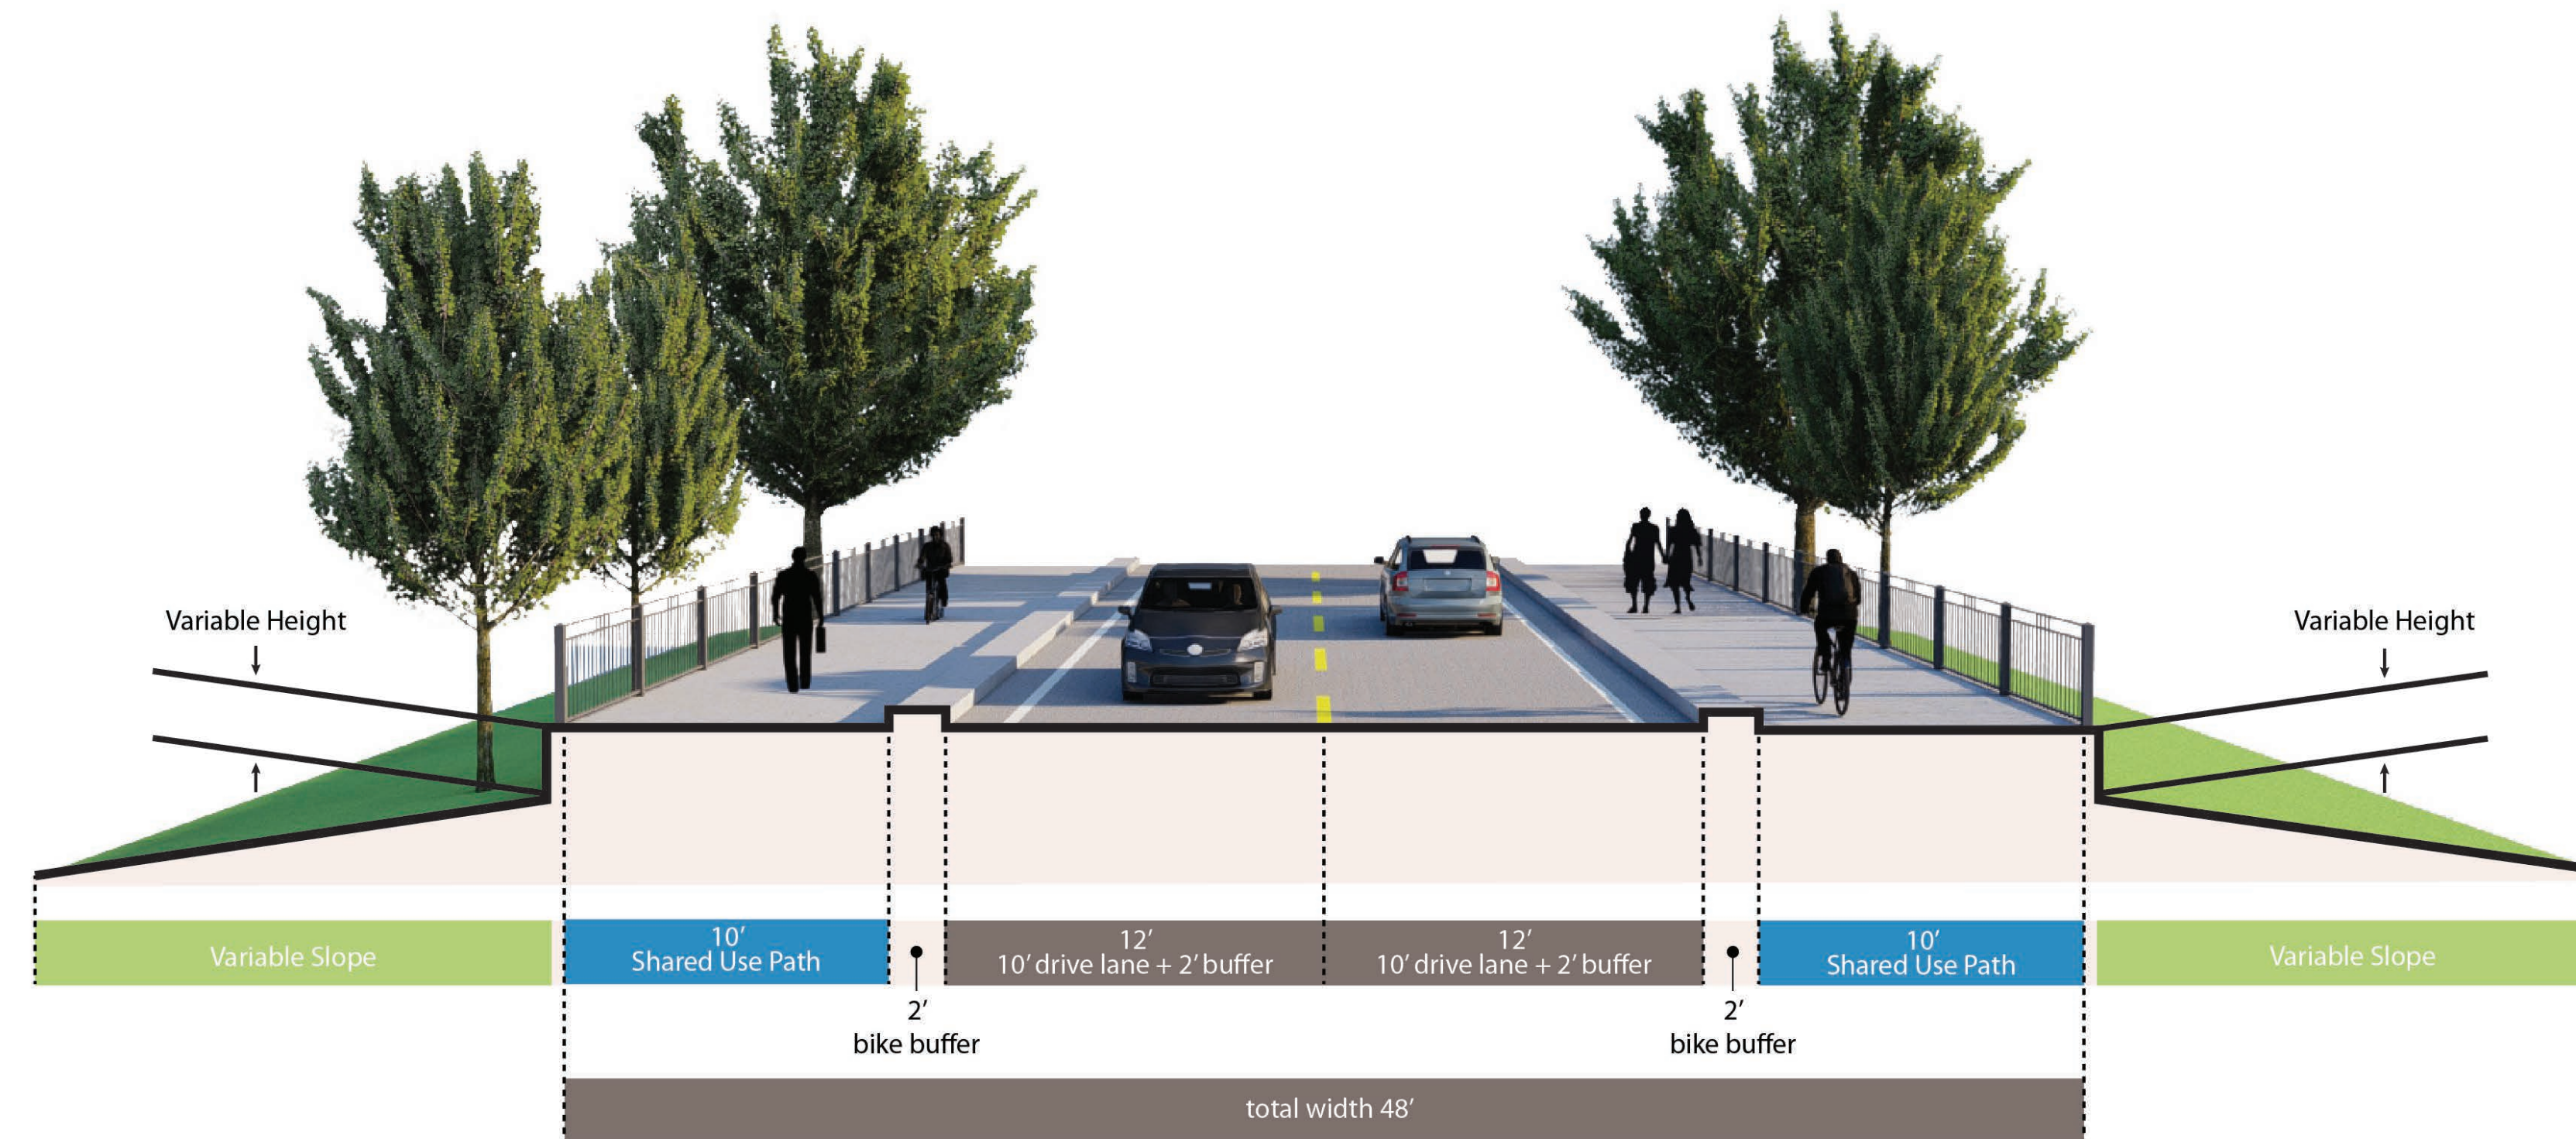 Variable Height
Variable Height
Variable Slope
10’
Shared Use Path
12’
10’ drive lane + 2’ buffer
12’
10’ drive lane + 2’ buffer
10’
Shared Use Path
Variable Slope
2’
bike buffer
2’
bike buffer
total width 48’